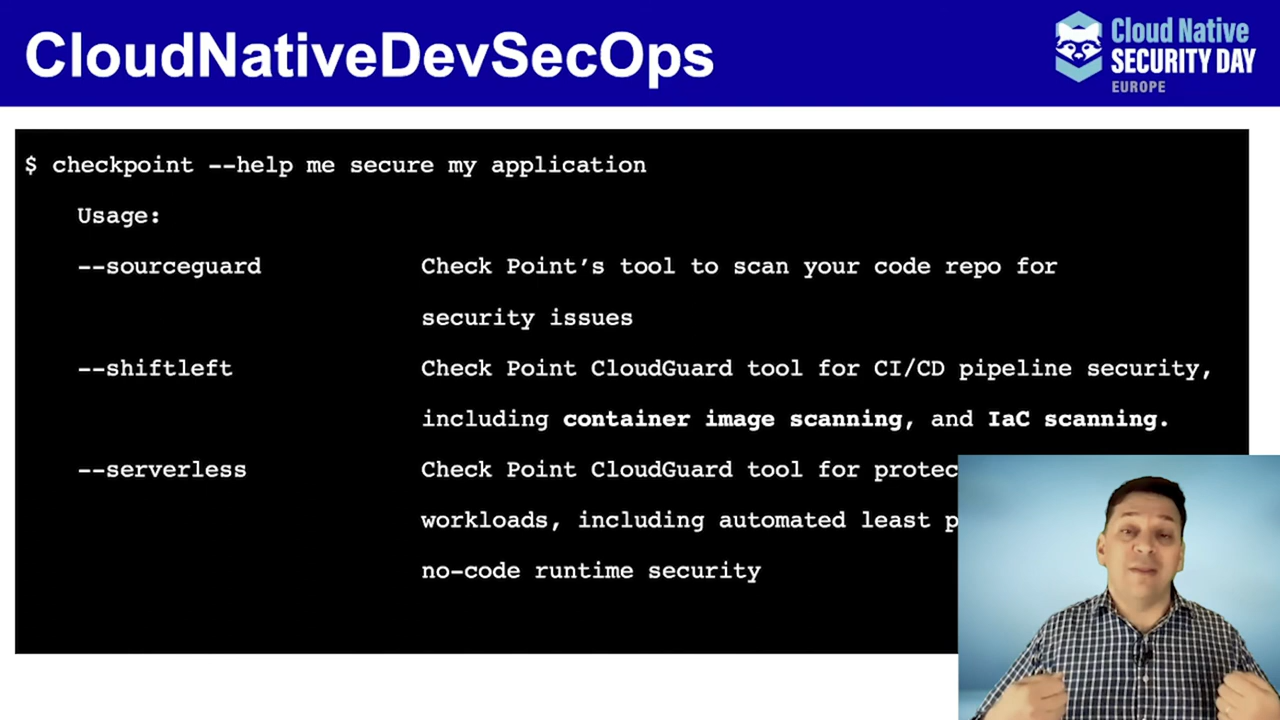 CloudNativeDevSecOps
Cloud Native
SECURITY DAY
EUROPE
$ checkpoint --help me secure my application
Usage:
--sourceguard Check Point’s tool to scan your code repo for
security issues
--shiftleft Check Point CloudGuard tool for CI/CD pipeline security,
including container image scanning, and IaC scanning.
--serverless Check Point CloudGuard tool for
workloads, including automated least
no-code runtime security